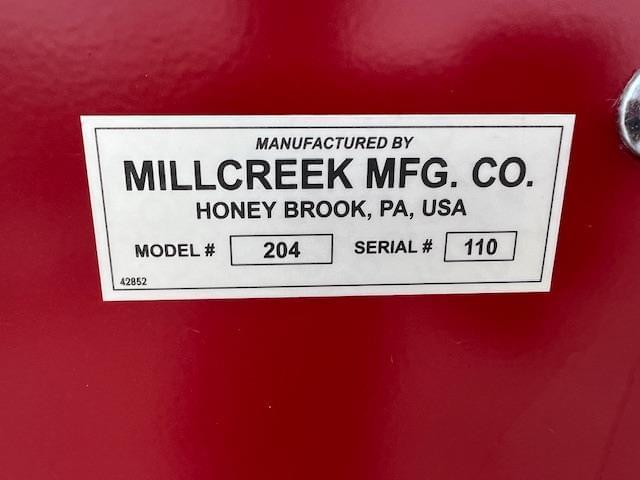 MANUFACTURED BY
MILLCREEK MFG. CO.
HONEY BROOK, PA, USA
MODEL # 204 SERIAL # 110
42852